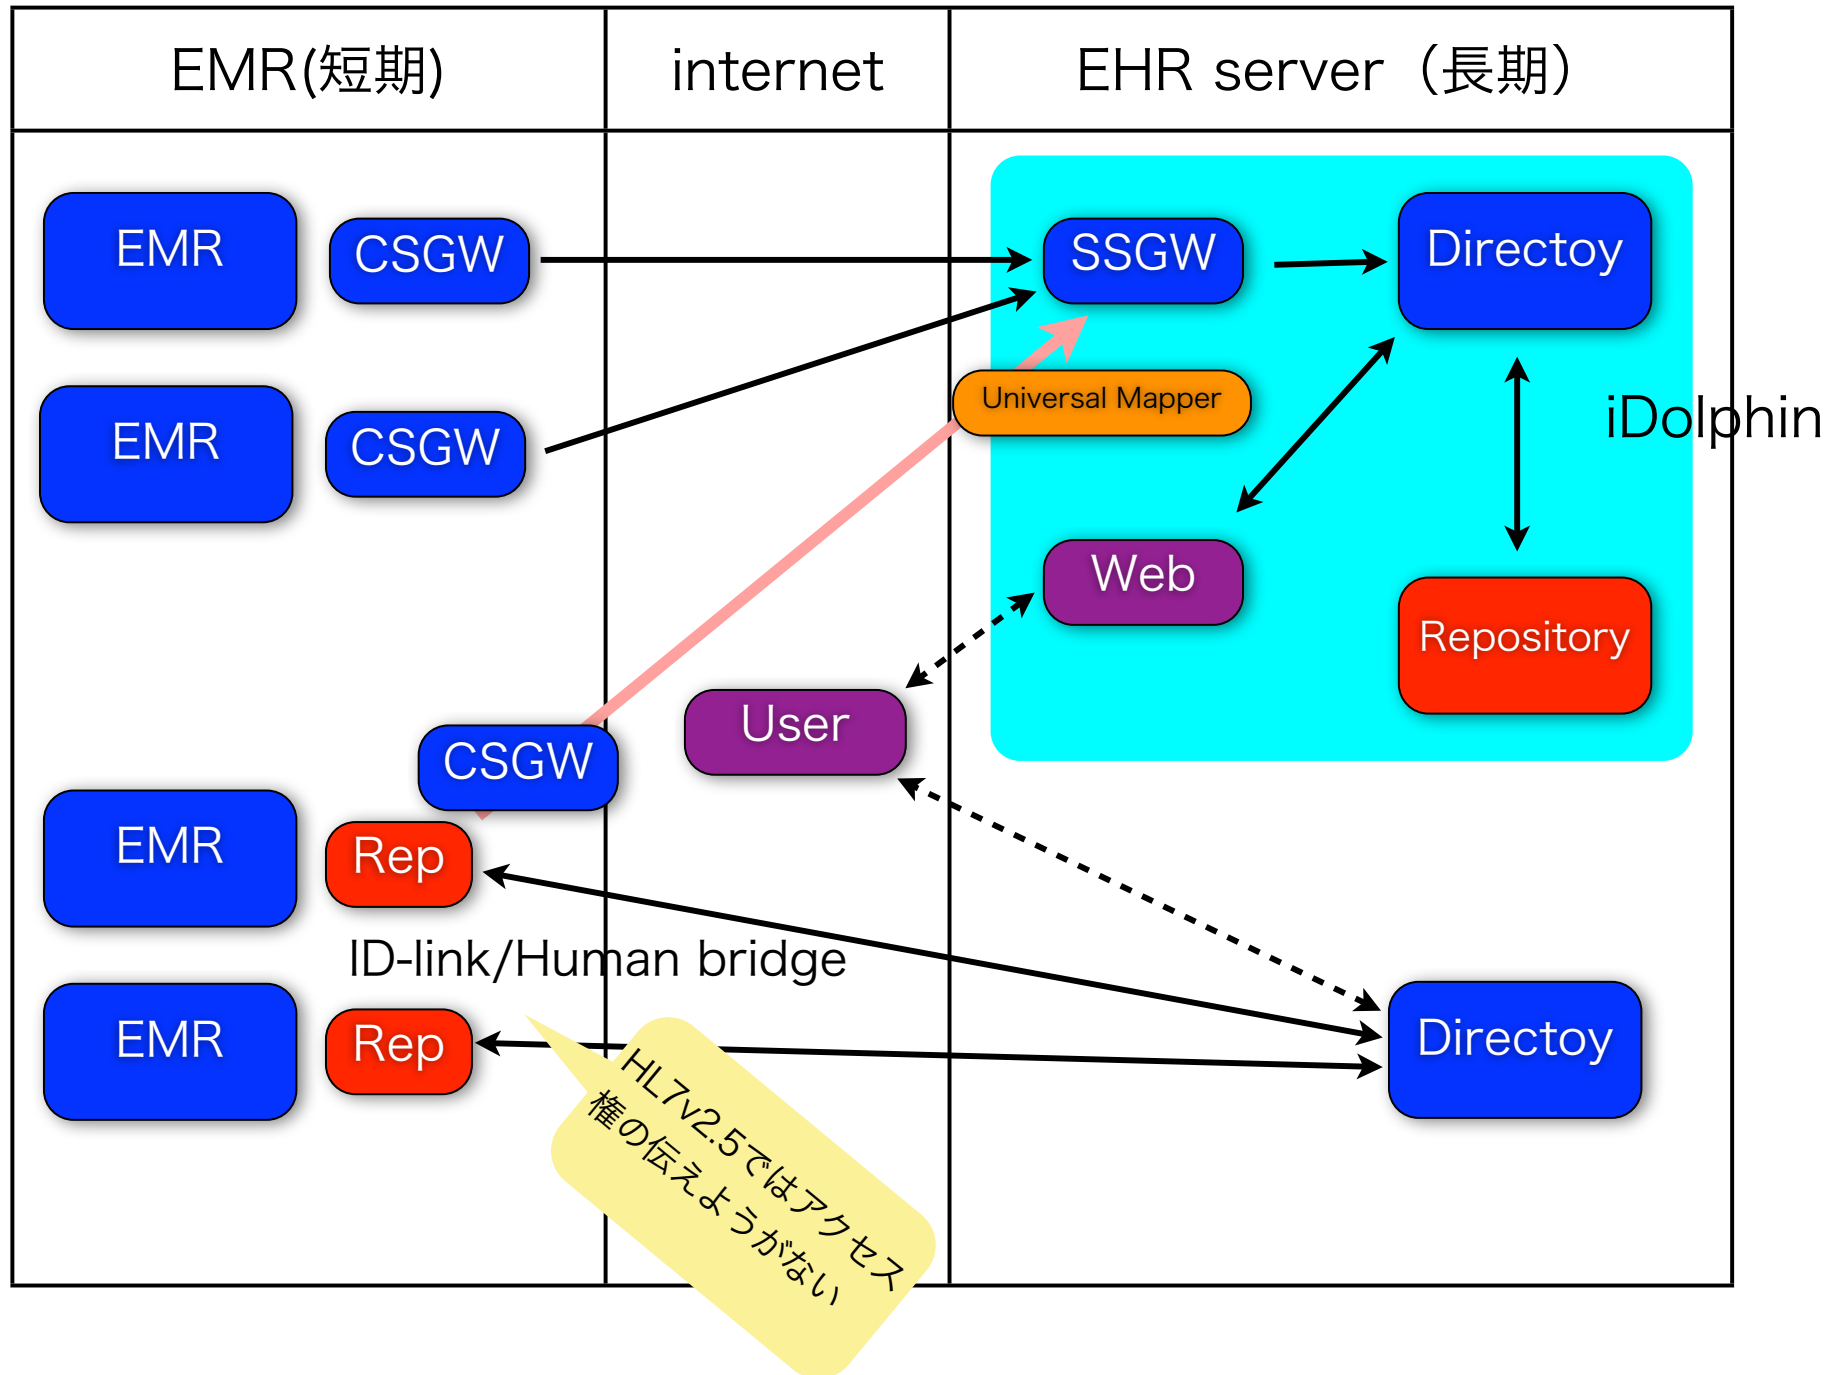 EMR(短期)
internet
EHR server（長期）
EMR
CSGW
SSGW
Directoy
Universal Mapper
iDolphin
EMR
CSGW
Web
Repository
User
CSGW
EMR
Rep
ID-link/Human bridge
EMR
Rep
Directoy
HL7v2.5ではアクセス
権の伝えようがない